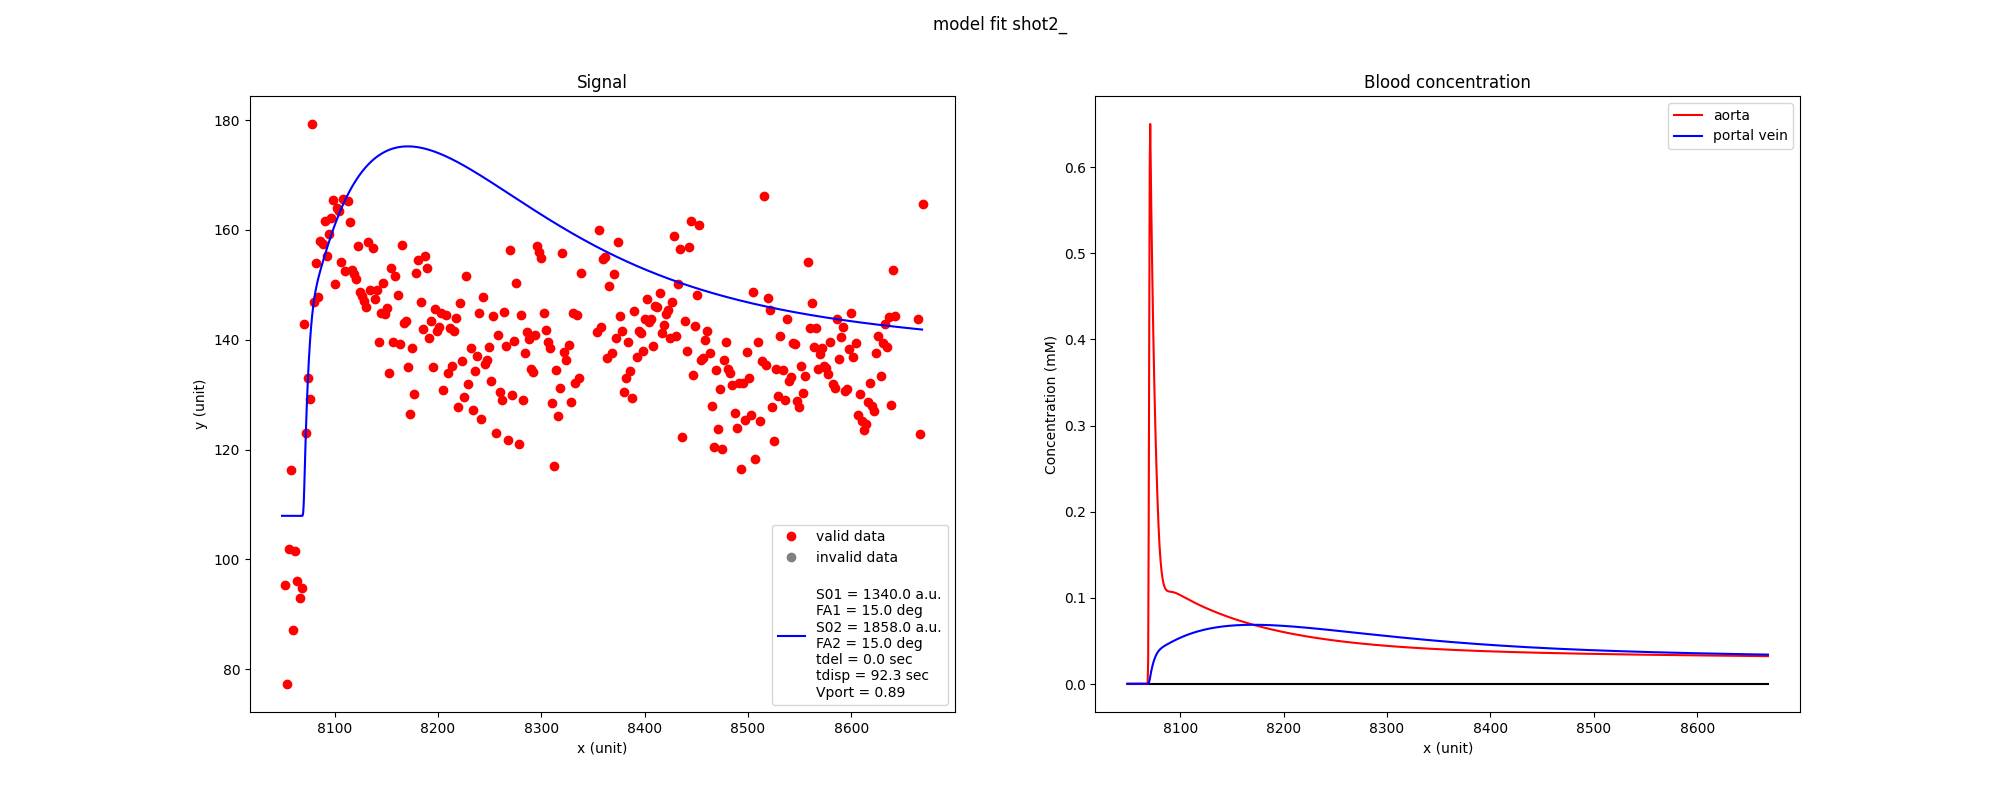 model fit shot2_
Signal
180
160
140
120
100
80
y (unit)
8100 8200 8300 8400 8500 8600
x (unit)
valid data
invalid data
S01 = 1340.0 a.u.
FA1 = 15.0 deg
S02 = 1858.0 a.u.
FA2 = 15.0 deg
tdel = 0.0 sec
tdisp = 92.3 sec
Vport = 0.89
Blood concentration
0.6
0.5
0.4
0.3
0.2
0.1
0.0
Concentration (mM)
8100 8200 8300 8400 8500 8600
x (unit)
aorta
portal vein